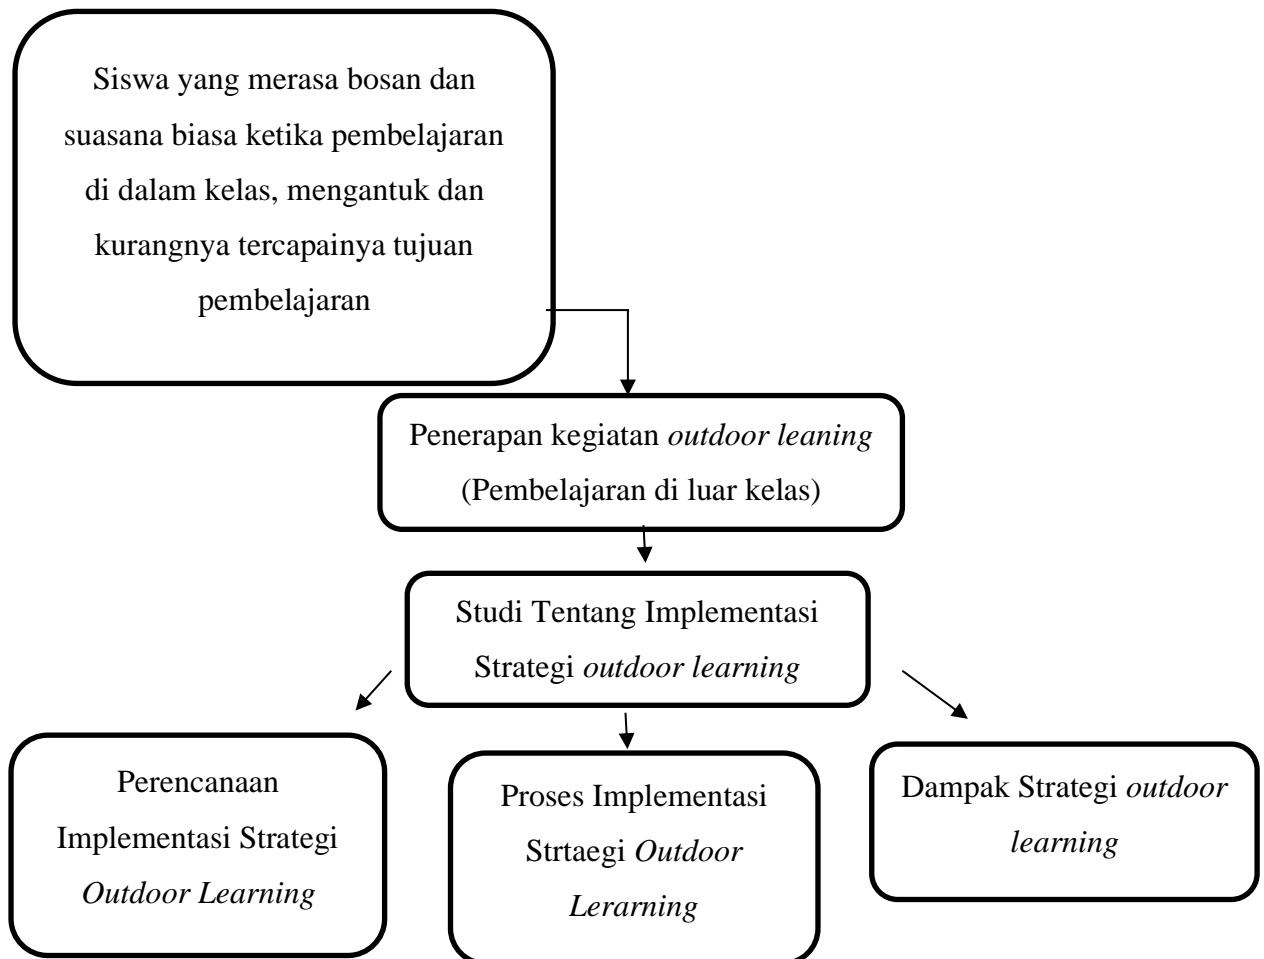 Siswa yang merasa bosan dan
suasana biasa ketika pembelajaran
di dalam kelas, mengantuk dan
kurangnya tercapainya tujuan
pembelajaran
Penerapan kegiatan outdoor leaning
(Pembelajaran di luar kelas)
Studi Tentang Implementasi
Strategi outdoor learning
Perencanaan
Implementasi Strategi
Outdoor Learning
Proses Implementasi
Strtaegi Outdoor
Lerarning
Dampak Strategi outdoor
learning